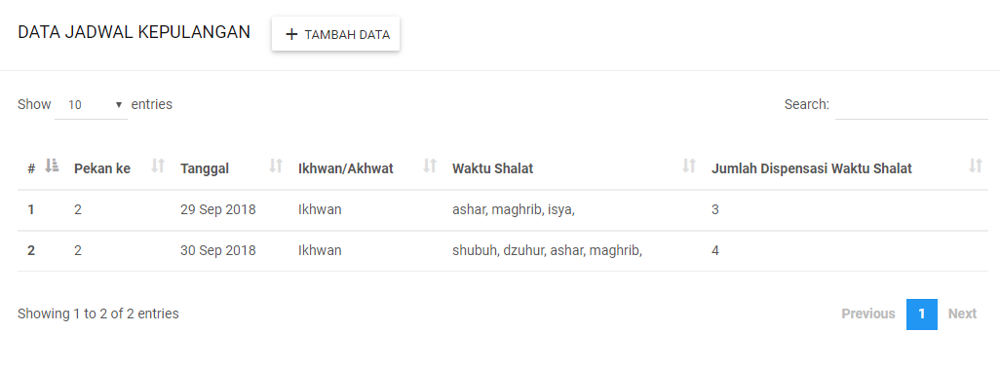 DATA JADWAL KEPULANGAN + TAMBAH DATA
Show 10 entries Search:
# Pekan ke Tanggal Ikhwan/Akhwat Waktu Shalat Jumlah Dispensasi Waktu Shalat
1 2 29 Sep 2018 Ikhwan ashar, maghrib, isya, 3
2 2 30 Sep 2018 Ikhwan shubuh, dzuhur, ashar, maghrib, 4
Showing 1 to 2 of 2 entries Previous 1 Next